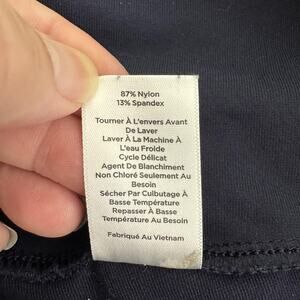 87% Nylon
13% Spandex
Tourner À L'envers Avant
De Laver
Laver À La Machine À
L'eau Froide
Cycle Délicat
Agent De Blanchiment
Non Chloré Seulement Au
Besoin
Sécher Par Culbutage À
Basse Température
Repasser À Basse
Température Au Besoin
Fabriqué Au Vietnam